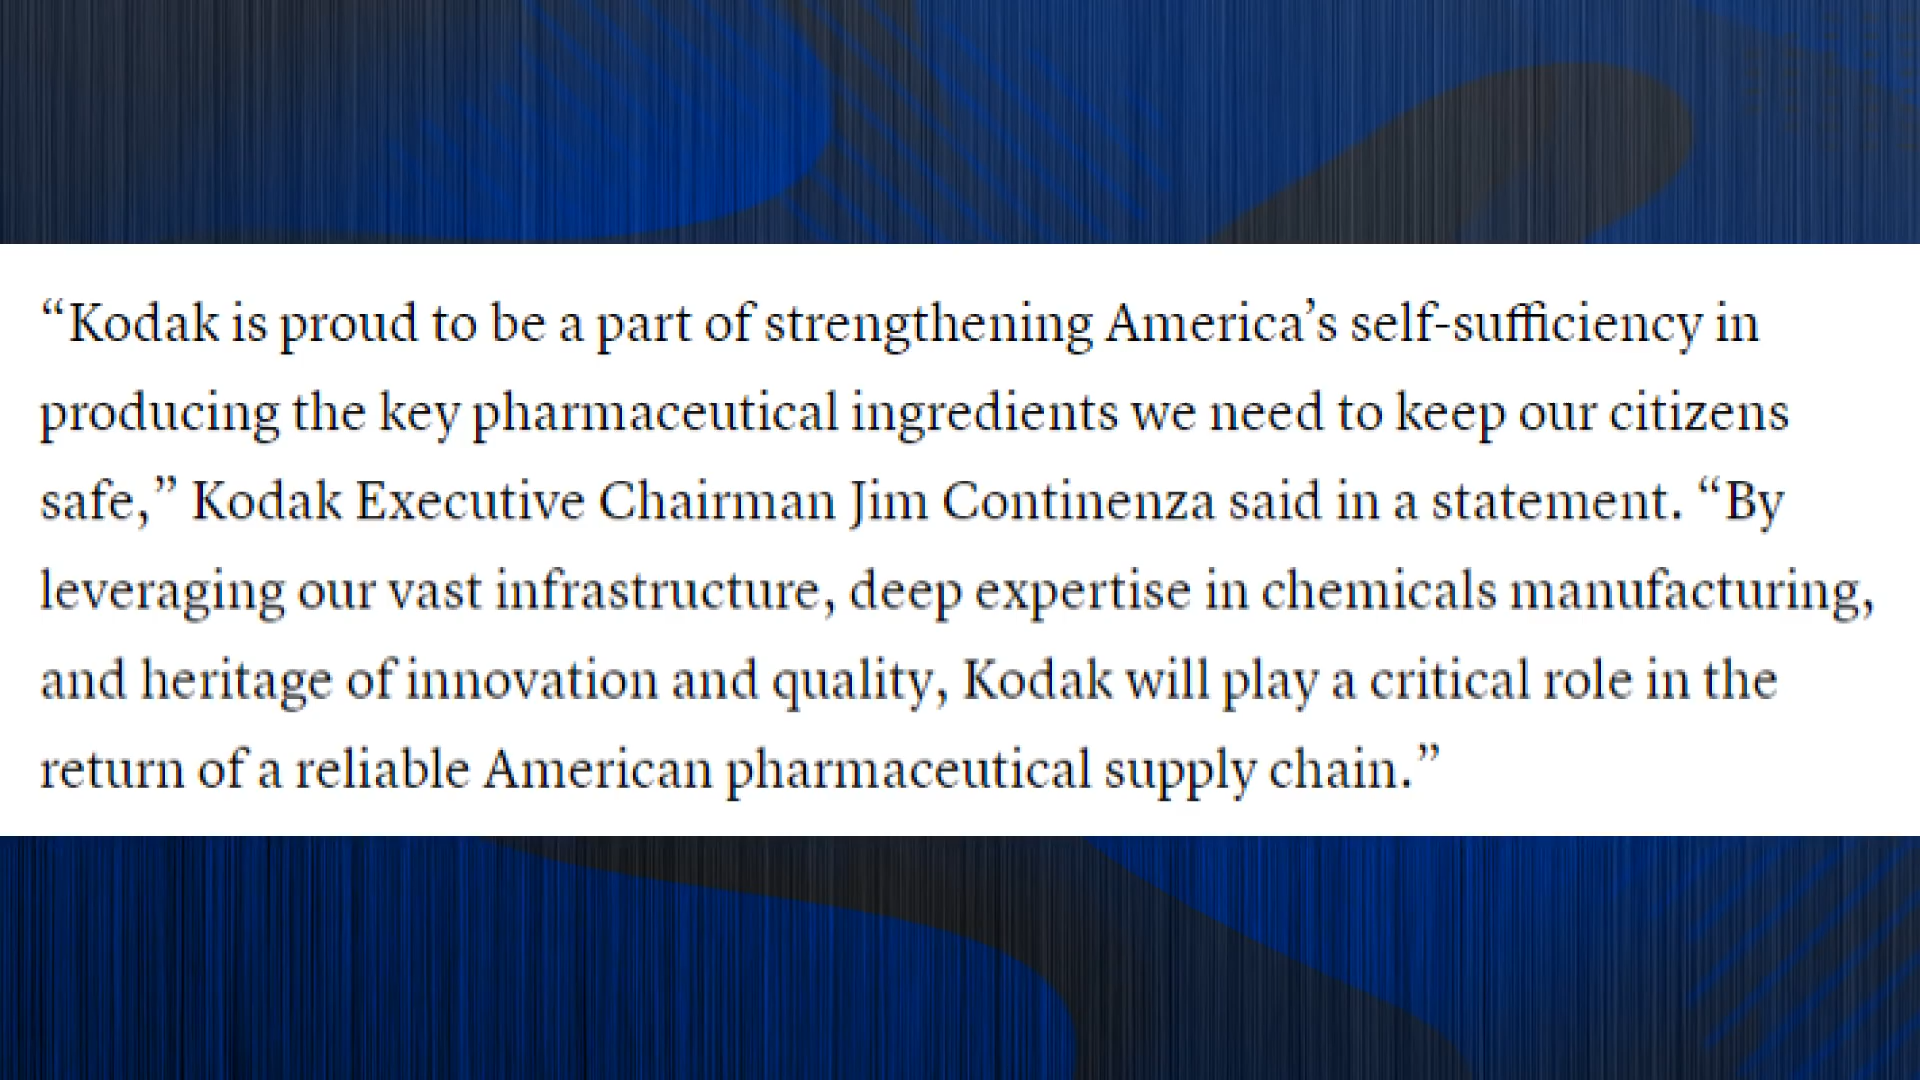 “Kodak is proud to be a part of strengthening America’s self-sufficiency in
producing the key pharmaceutical ingredients we need to keep our citizens
safe,” Kodak Executive Chairman Jim Continenza said in a statement. “By
leveraging our vast infrastructure, deep expertise in chemicals manufacturing,
and heritage of innovation and quality, Kodak will play a critical role in the
return of a reliable American pharmaceutical supply chain.”